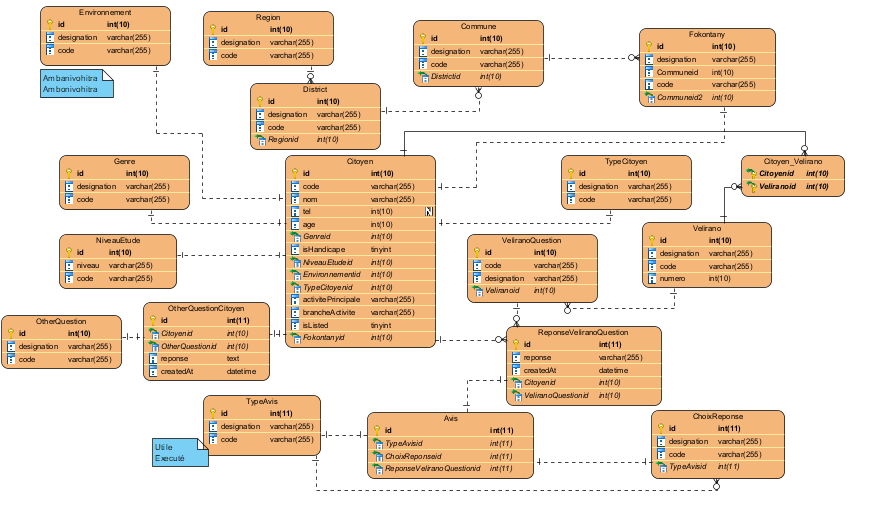 Environnement
id int(10)
designation varchar(255)
code varchar(255)
Ambanivohitra
Ambonivohitra
Region
id int(10)
designation varchar(255)
code varchar(255)
District
id int(10)
designation varchar(255)
code varchar(255)
Regionid int(10)
Commune
id int(10)
designation varchar(255)
code varchar(255)
Districtid int(10)
Fokontany
id int(10)
designation varchar(255)
Communeid int(10)
code varchar(255)
Communeid2 int(10)
Genre
id int(10)
designation varchar(255)
code varchar(255)
Citoyen
id int(10)
code varchar(255)
nom varchar(255)
tel int(10) N
age int(10)
Genreid int(10)
isHandicape tinyint
NiveauEtudeid int(10)
Environnementid int(10)
TypeCitoyenid int(10)
activitePrincipale varchar(255)
brancheActivite varchar(255)
isListed tinyint
Fokontanyid int(10)
TypeCitoyen
id int(10)
designation varchar(255)
code varchar(255)
Citoyen_Velirano
Citoyenid int(10)
Veliranoid int(10)
NiveauEtude
id int(10)
niveau varchar(255)
code varchar(255)
VeliranoQuestion
id int(10)
code varchar(255)
designation varchar(255)
Veliranoid int(10)
Velirano
id int(10)
designation varchar(255)
code varchar(255)
numero int(10)
OtherQuestion
id int(10)
designation varchar(255)
code varchar(255)
OtherQuestionCitoyen
id int(11)
Citoyenid int(10)
OtherQuestionid int(10)
reponse text
createdAt datetime
ReponseVeliranoQuestion
id int(11)
reponse varchar(255)
createdAt datetime
Citoyenid int(10)
VeliranoQuestionid int(10)
TypeAvis
id int(11)
designation varchar(255)
code varchar(255)
Utile
Executé
Avis
id int(11)
TypeAvisid int(11)
ChoixReponseid int(11)
ReponseVeliranoQuestionid int(11)
ChoixReponse
id int(11)
designation varchar(255)
code varchar(255)
TypeAvisid int(11)